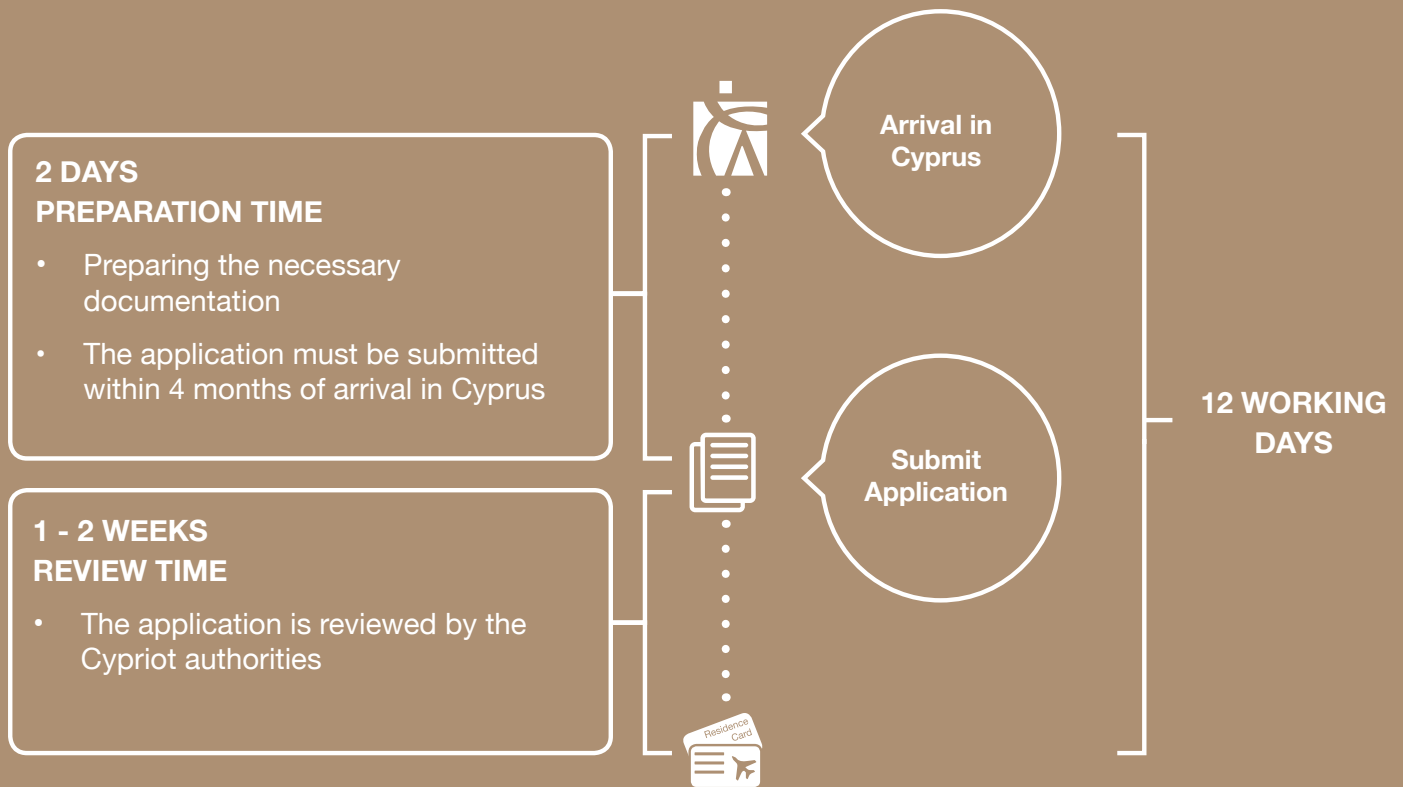 Arrival in
Cyprus
2 DAYS
PREPARATION TIME
• Preparing the necessary
documentation
• The application must be submitted
within 4 months of arrival in Cyprus
12 WORKING
DAYS
Submit
Application
1 - 2 WEEKS
REVIEW TIME
• The application is reviewed by the
Cypriot authorities
Residence
Card